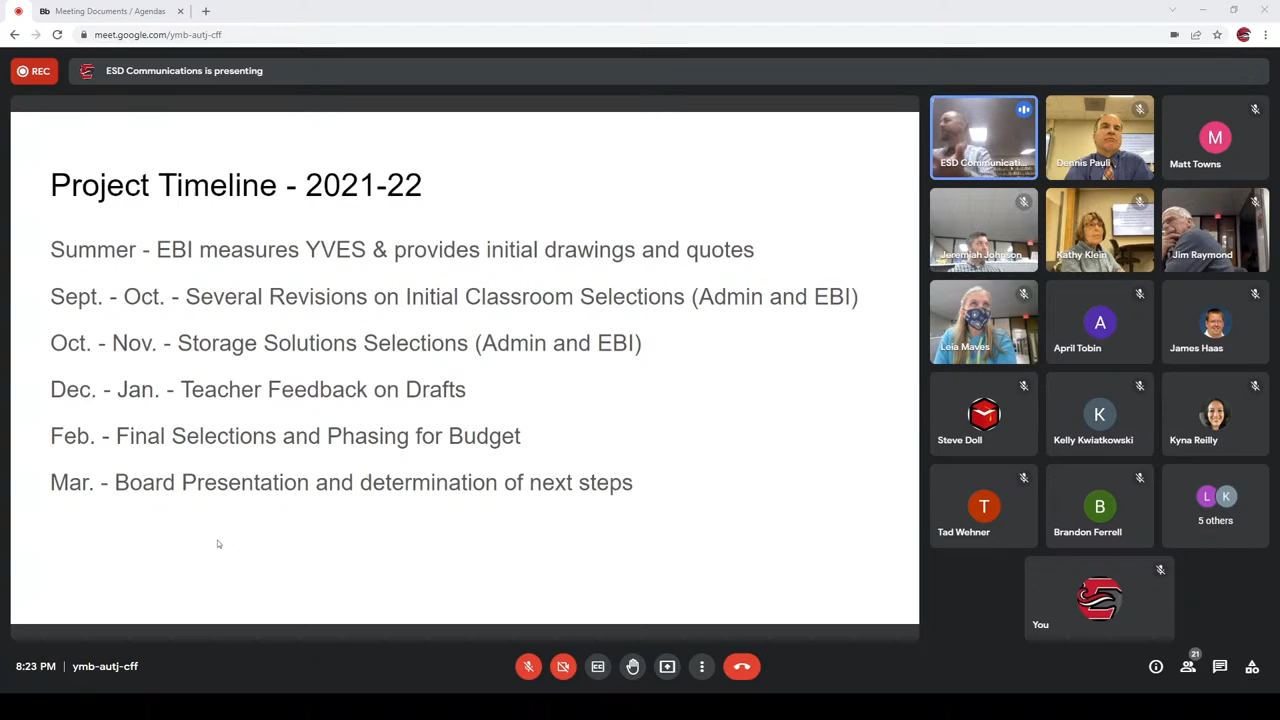 Bb Meeting Documents / Agendas
meet.google.com/ymb-autj-cff
REC
ESD Communications is presenting
Project Timeline - 2021-22
Summer - EBI measures YVES & provides initial drawings and quotes
Sept. - Oct. - Several Revisions on Initial Classroom Selections (Admin and EBI)
Oct. - Nov. - Storage Solutions Selections (Admin and EBI)
Dec. - Jan. - Teacher Feedback on Drafts
Feb. - Final Selections and Phasing for Budget
Mar. - Board Presentation and determination of next steps
ESD Communicati...
Dennis Pauli
M
Matt Towns
Jeremiah Johnson
Kathy Klein
Jim Raymond
Leia Maves
A
April Tobin
James Haas
Steve Doll
K
Kelly Kwiatkowski
Kyna Reilly
T
Tad Wehner
B
Brandon Ferrell
L K
5 others
You
8:23 PM | ymb-autj-cff
CC
21